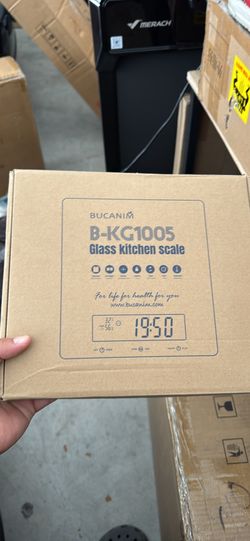 MERACH
BUCANIM
B-KG1005
Glass kitchen scale
For life for health for you
www.bucanim.com
19:50